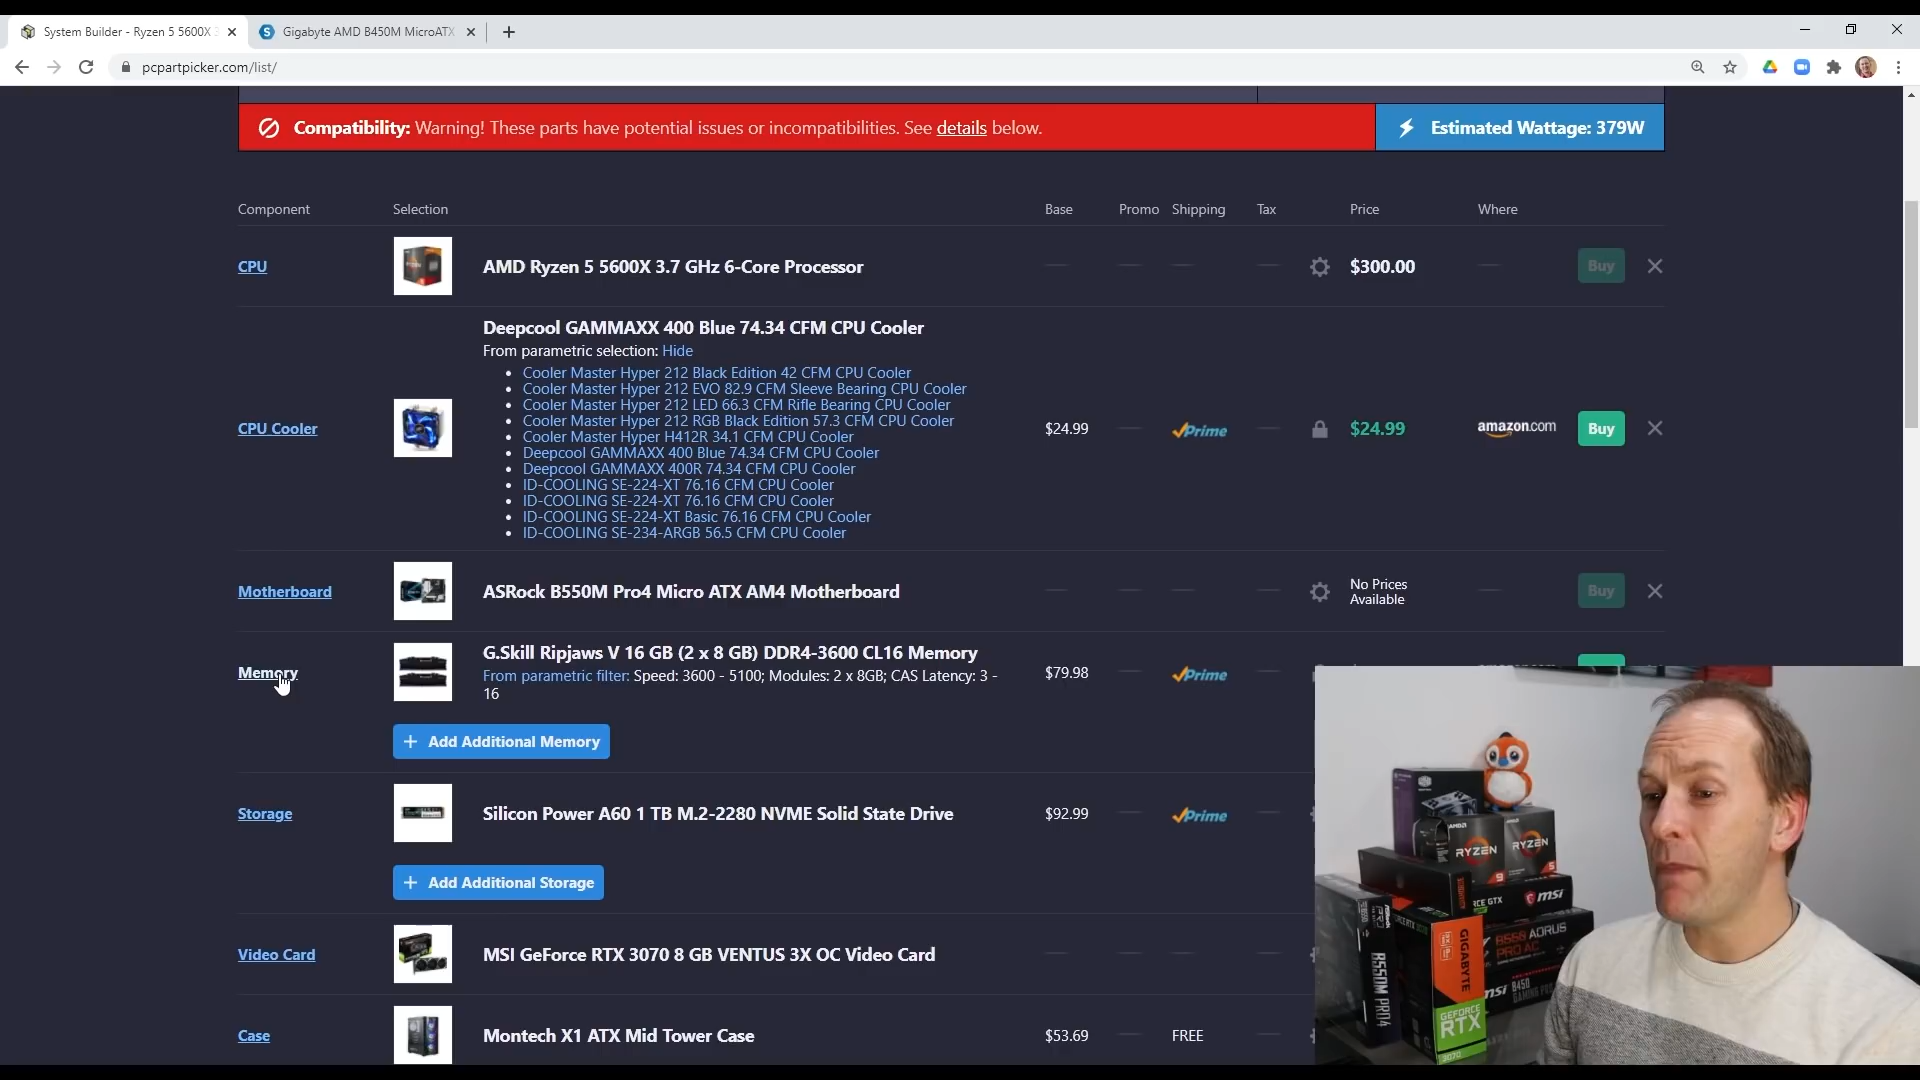 System Builder - Ryzen 5 5600X
Gigabyte AMD B450M MicroATX
pcpartpicker.com/list/
Compatibility: Warning! These parts have potential issues or incompatibilities. See details below.
Estimated Wattage: 379W
Component Selection Base Promo Shipping Tax Price Where
CPU AMD Ryzen 5 5600X 3.7 GHz 6-Core Processor $300.00 Buy
Deepcool GAMMAXX 400 Blue 74.34 CFM CPU Cooler
From parametric selection: Hide
Cooler Master Hyper 212 Black Edition 42 CFM CPU Cooler
Cooler Master Hyper 212 EVO 82.9 CFM Sleeve Bearing CPU Cooler
Cooler Master Hyper 212 LED 66.3 CFM Rifle Bearing CPU Cooler
Cooler Master Hyper 212 RGB Black Edition 57.3 CFM CPU Cooler
Cooler Master Hyper H412R 34.1 CFM CPU Cooler
CPU Cooler $24.99 Prime $24.99 amazon.com Buy
Deepcool GAMMAXX 400 Blue 74.34 CFM CPU Cooler
Deepcool GAMMAXX 400R 74.34 CFM CPU Cooler
ID-COOLING SE-224-XT 76.16 CFM CPU Cooler
ID-COOLING SE-224-XT 76.16 CFM CPU Cooler
ID-COOLING SE-224-XT Basic 76.16 CFM CPU Cooler
ID-COOLING SE-234-ARGB 56.5 CFM CPU Cooler
Motherboard ASRock B550M Pro4 Micro ATX AM4 Motherboard No Prices Available Buy
G.Skill Ripjaws V 16 GB (2 x 8 GB) DDR4-3600 CL16 Memory
Memory From parametric filter: Speed: 3600 - 5100; Modules: 2 x 8GB; CAS Latency: 3 - $79.98 Prime
16
+ Add Additional Memory
Storage Silicon Power A60 1 TB M.2-2280 NVME Solid State Drive $92.99 Prime
+ Add Additional Storage
Video Card MSI GeForce RTX 3070 8 GB VENTUS 3X OC Video Card
Case Montech X1 ATX Mid Tower Case $53.69 FREE
RYZEN
RYZEN
9
5
msi
GIGABYTE
B550 AORUS
PRO AC
B550M PRO4
msi B450
GEFORCE
RTX
3070